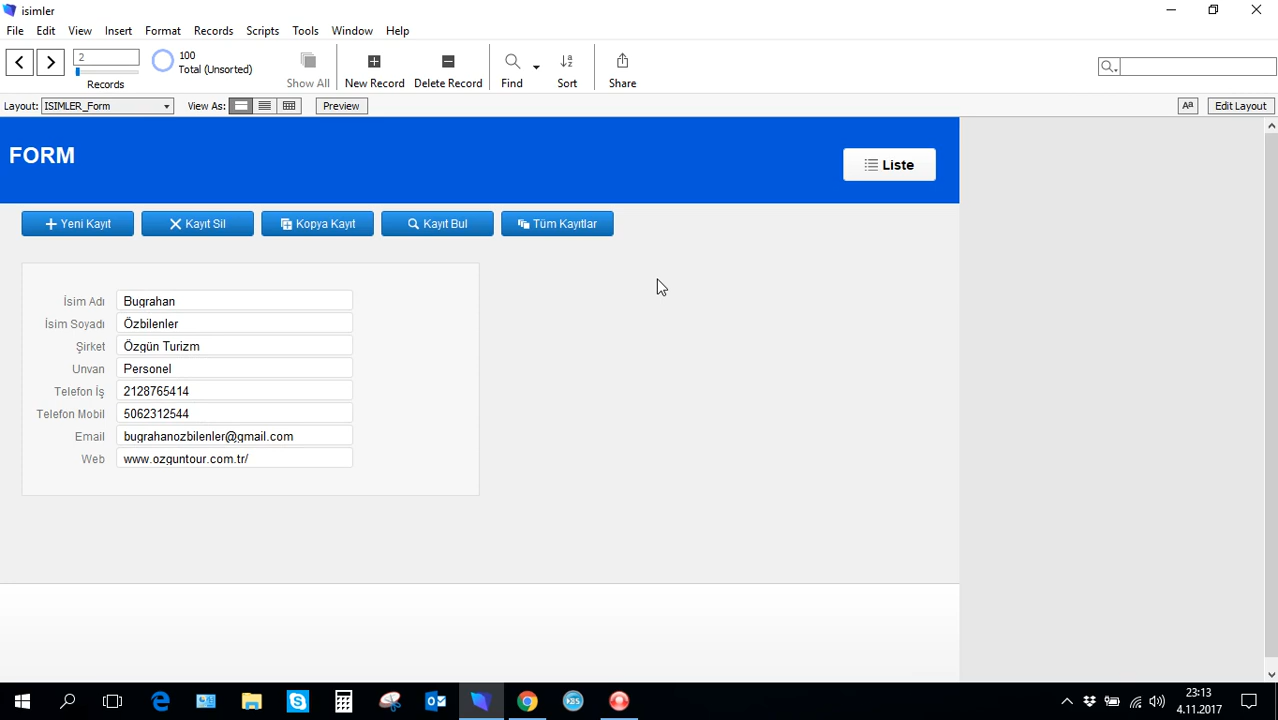 isimler
File Edit View Insert Format Records Scripts Tools Window Help
2
100
Total (Unsorted)
Records
Show All
New Record
Delete Record
Find
Sort
Share
Layout: ISIMLER_Form View As: Preview Aa Edit Layout
FORM
Liste
Yeni Kayıt Kayıt Sil Kopya Kayıt Kayıt Bul Tüm Kayıtlar
İsim Adı Bugrahan
İsim Soyadı Özbilenler
Şirket Özgün Turizm
Unvan Personel
Telefon İş 2128765414
Telefon Mobil 5062312544
Email bugrahanozbilenler@gmail.com
Web www.ozguntour.com.tr/
23:13
4.11.2017